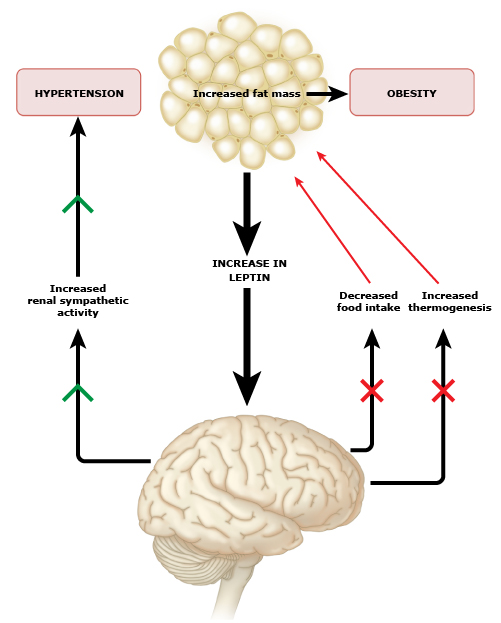 HYPERTENSION
Increased fat mass
OBESITY
INCREASE IN
LEPTIN
Increased
renal sympathetic
activity
Decreased
food intake
Increased
thermogenesis